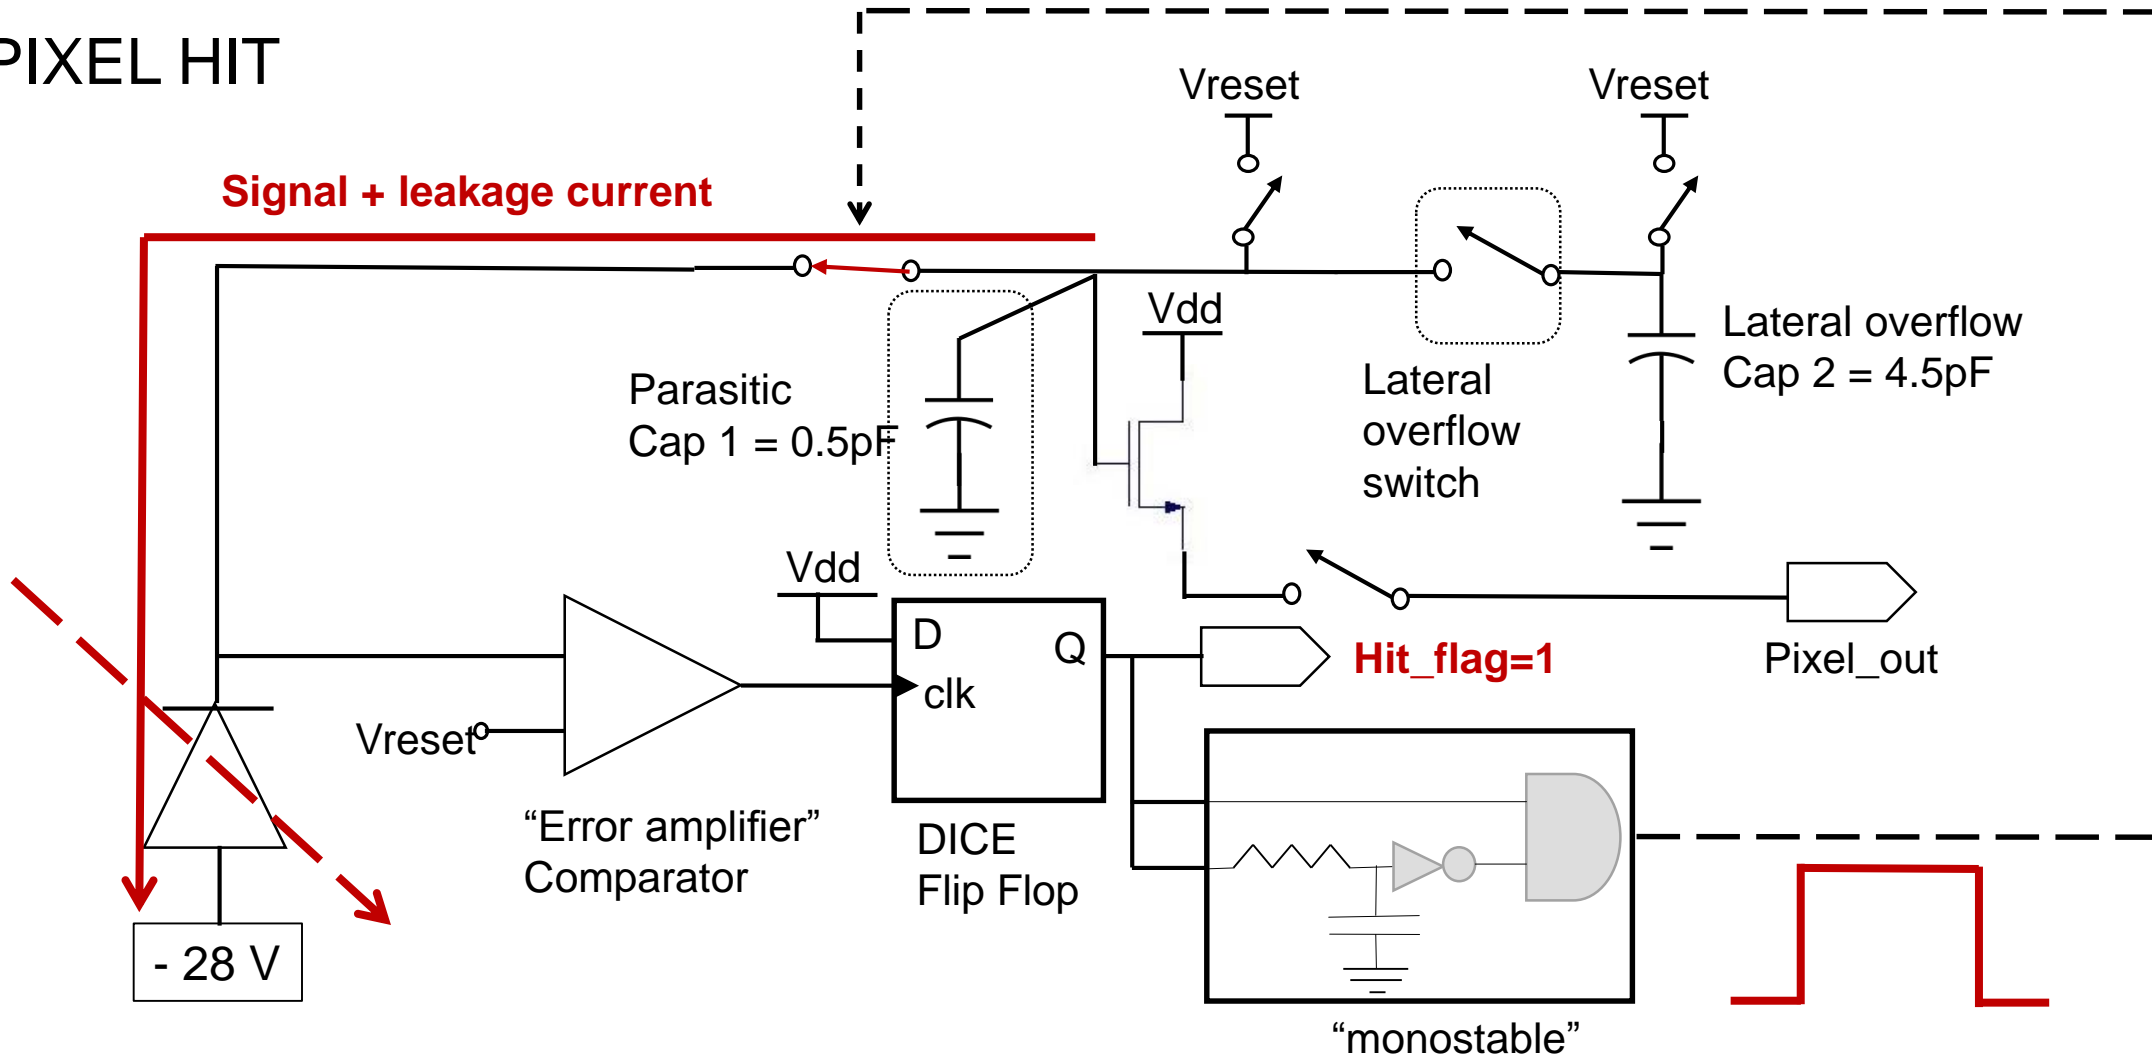 PIXEL HIT
Vreset
Vreset
Signal + leakage current
Vdd
Lateral overflow
Cap 2 = 4.5pF
Parasitic
Cap 1 = 0.5pF
Lateral
overflow
switch
Vdd
D
Q
clk
Hit_flag=1
Pixel_out
Vreset
“Error amplifier”
Comparator
DICE
Flip Flop
- 28 V
“monostable”